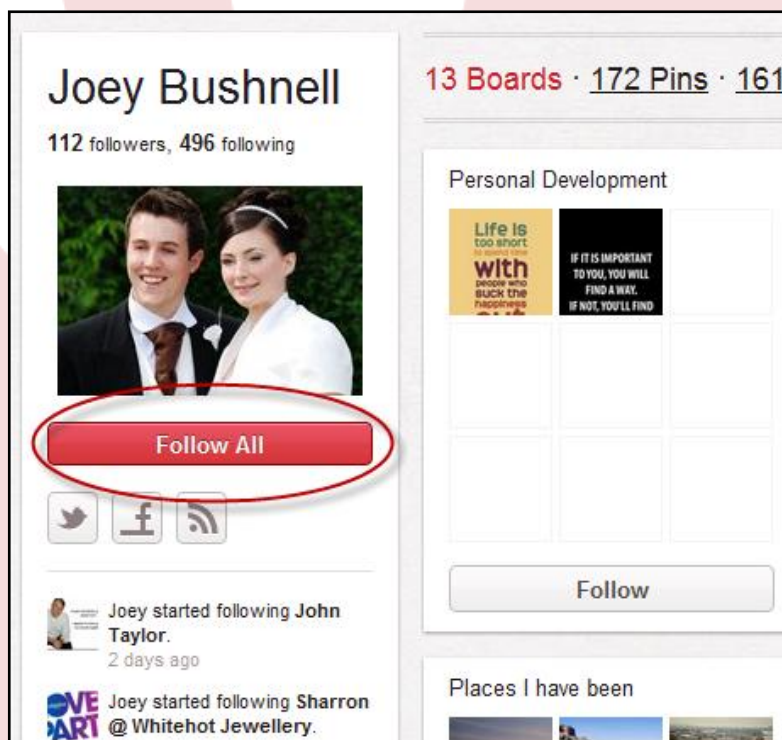 Joey Bushnell
112 followers, 496 following
Follow All
Joey started following John
Taylor.
2 days ago
Joey started following Sharron
@ Whitehot Jewellery.
13 Boards · 172 Pins · 161
Personal Development
Life is
too short
to spend time
with
people who
suck the
happiness
IF IT IS IMPORTANT
TO YOU, YOU WILL
FIND A WAY.
IF NOT, YOU'LL FIND
Follow
Places I have been